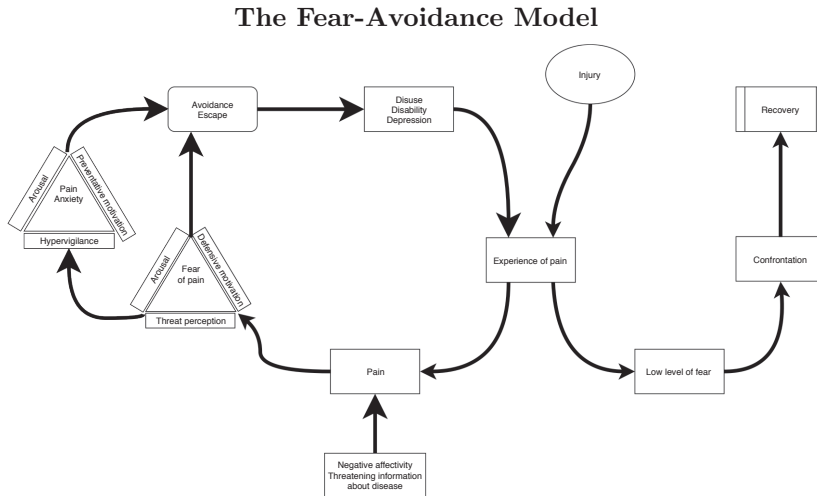 The Fear-Avoidance Model
Injury
Avoidance
Escape
Disuse
Disability
Depression
Recovery
Arousal
Pain
Anxiety
Preventative motivation
Hypervigilance
Arousal
Fear
of pain
Defensive motivation
Threat perception
Experience of pain
Confrontation
Pain
Low level of fear
Negative affectivity
Threatening information
about disease